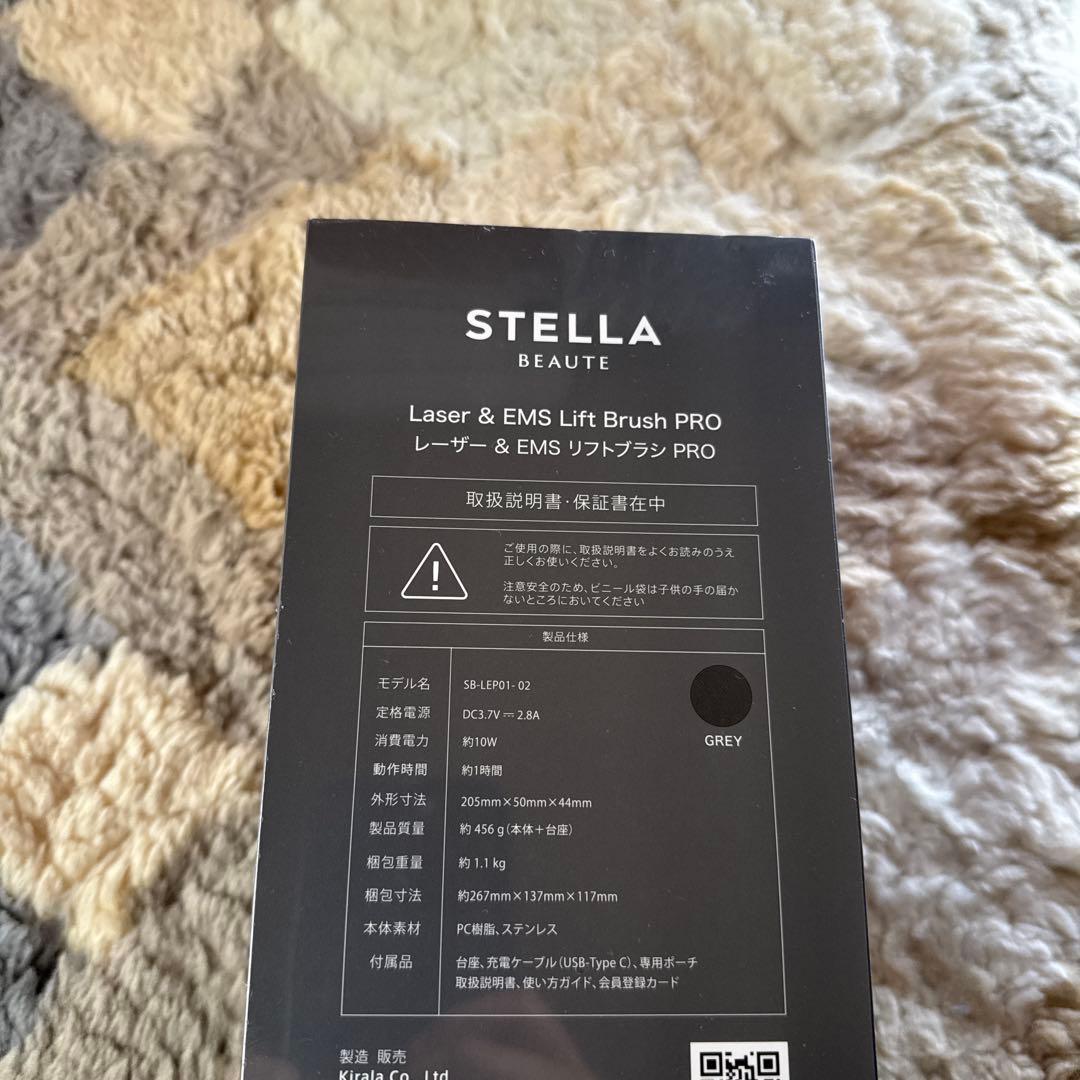 STELLA
BEAUTE
Laser & EMS Lift Brush PRO
レーザー & EMS リフトブラシ PRO
取扱説明書・保証書在中
ご使用の際に、取扱説明書をよくお読みのうえ
正しくお使いください。
注意安全のため、ビニール袋は子供の手の届か
ないところにおいてください
製品仕様
モデル名 SB-LEP01- 02
定格電源 DC3.7V⎓2.8A
消費電力 約10W
動作時間 約1時間
外形寸法 205mm×50mm×44mm
製品質量 約 456 g（本体＋台座）
梱包重量 約 1.1 kg
梱包寸法 約267mm×137mm×117mm
本体素材 PC樹脂、ステンレス
付属品 台座、充電ケーブル（USB-Type C）、専用ポーチ
取扱説明書、使い方ガイド、会員登録カード
GREY
製造 販売
Kirala Co., Ltd.